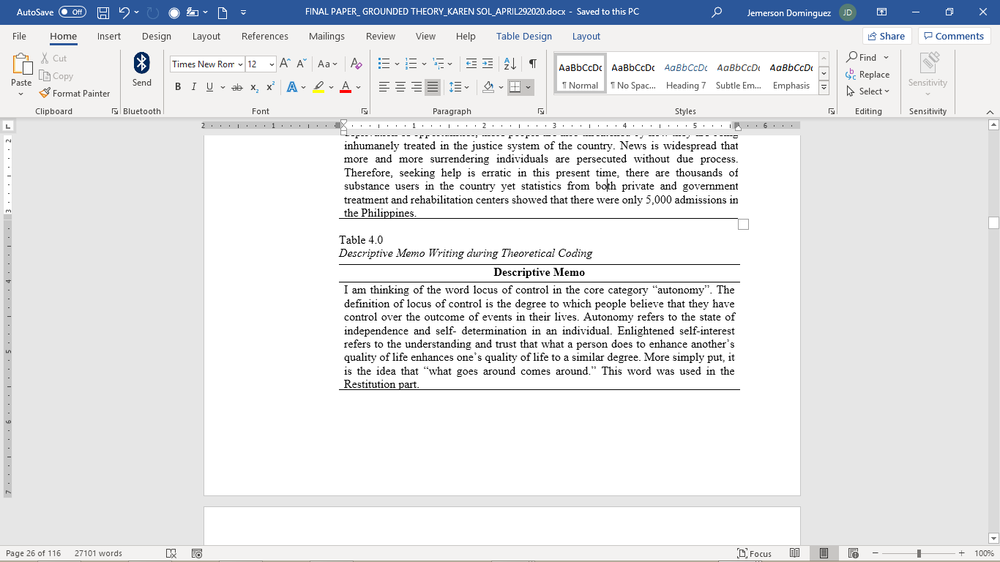 AutoSave Off FINAL PAPER_ GROUNDED THEORY_KAREN SOL_APRIL292020.docx - Saved to this PC Jemerson Dominguez JD
File Home Insert Design Layout References Mailings Review View Help Table Design Layout Share Comments
Paste Cut Copy Format Painter
Send
Times New Rom 12 Aa
B I U ab x2 x2 A A
AaBbCcDc AaBbCcDc AaBbCcDc AaBbCcDc AaBbCcDc
¶ Normal ¶ No Spac... Heading 7 Subtle Em... Emphasis
Find
Replace
Select
Sensitivity
Clipboard Bluetooth Font Paragraph Styles Editing Sensitivity
2 1 1 2 3 4 5 6
inhumanely treated in the justice system of the country. News is widespread that
more and more surrendering individuals are persecuted without due process.
Therefore, seeking help is erratic in this present time, there are thousands of
substance users in the country yet statistics from both private and government
treatment and rehabilitation centers showed that there were only 5,000 admissions in
the Philippines.
Table 4.0
Descriptive Memo Writing during Theoretical Coding
Descriptive Memo
I am thinking of the word locus of control in the core category “autonomy”. The
definition of locus of control is the degree to which people believe that they have
control over the outcome of events in their lives. Autonomy refers to the state of
independence and self- determination in an individual. Enlightened self-interest
refers to the understanding and trust that what a person does to enhance another’s
quality of life enhances one’s quality of life to a similar degree. More simply put, it
is the idea that “what goes around comes around.” This word was used in the
Restitution part.
Page 26 of 116 27101 words Focus 100%